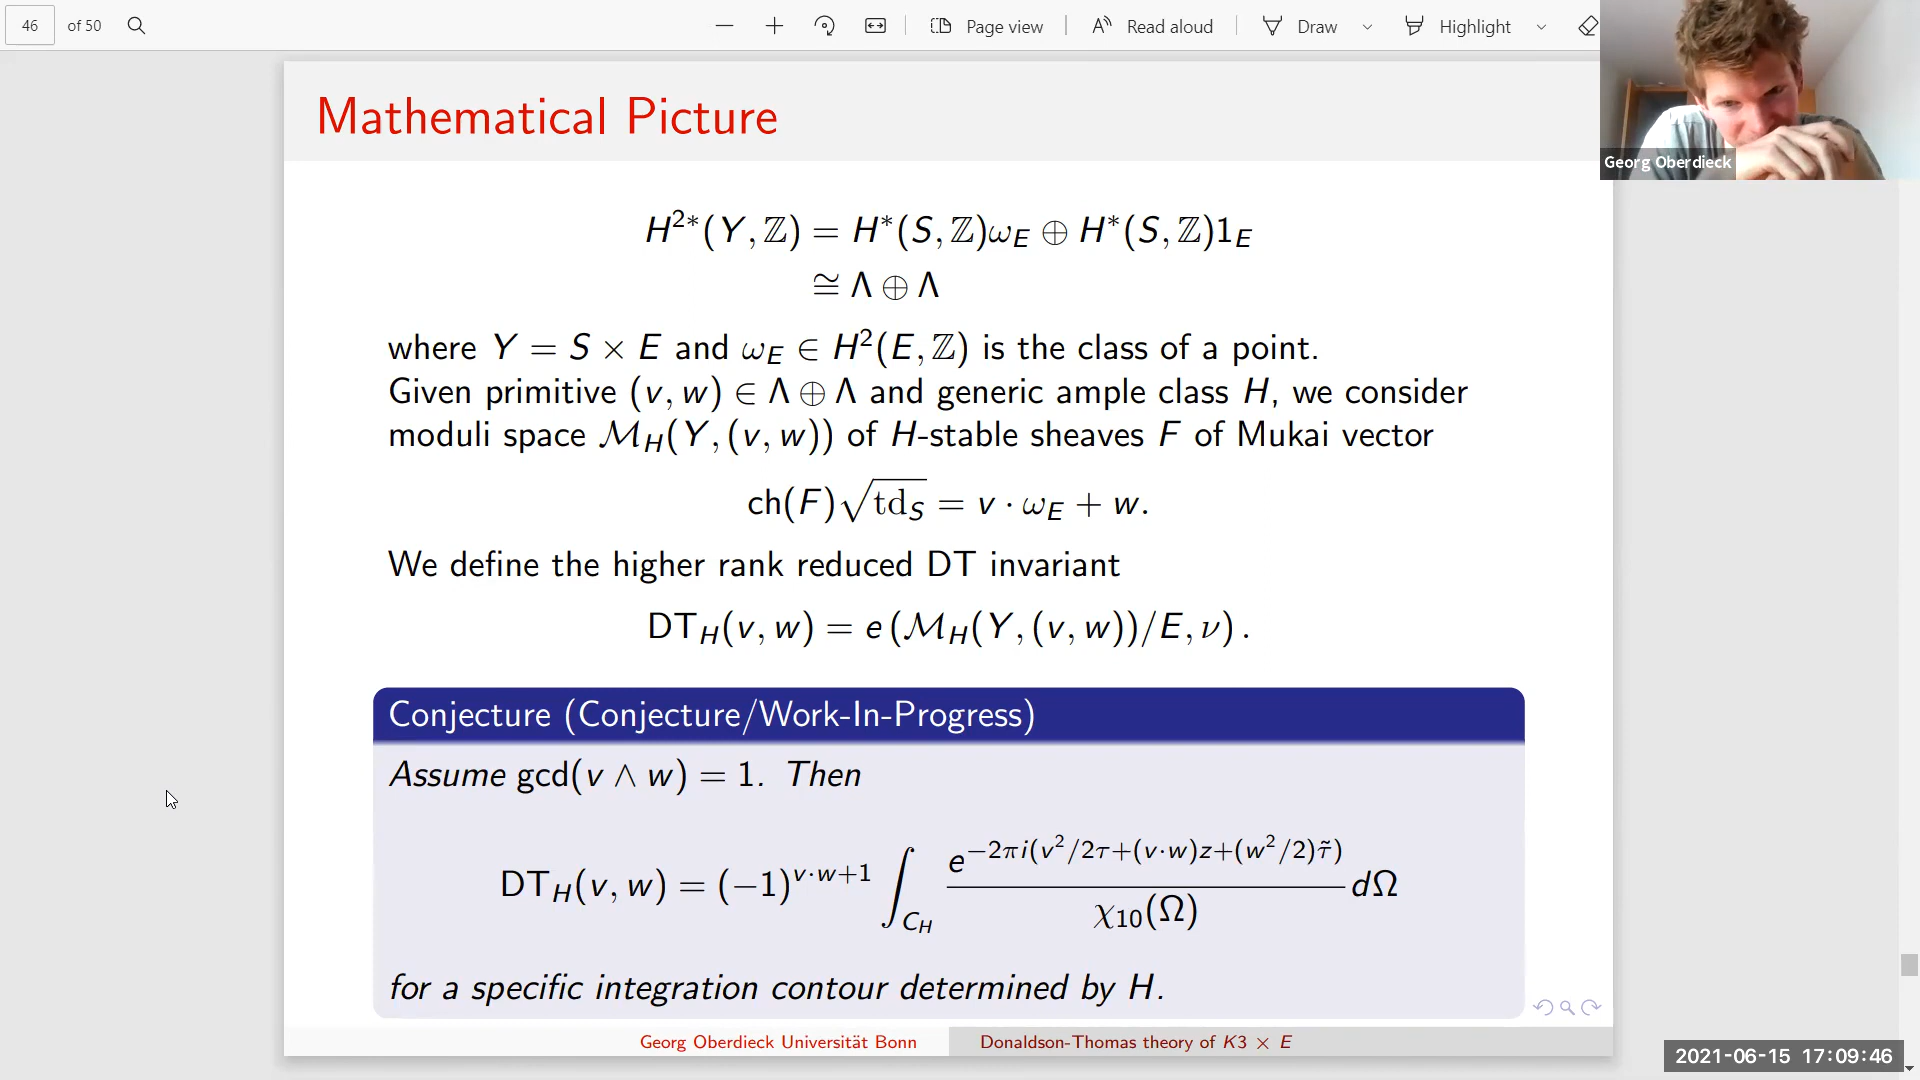 46 of 50 Page view Read aloud Draw Highlight
Georg Oberdieck
Mathematical Picture
H^{2*}(Y, ℤ) = H^*(S, ℤ)ω_E ⊕ H^*(S, ℤ)1_E
≅ Λ ⊕ Λ
where Y = S × E and ω_E ∈ H^2(E, ℤ) is the class of a point.
Given primitive (v, w) ∈ Λ ⊕ Λ and generic ample class H, we consider
moduli space ℳ_H(Y, (v, w)) of H-stable sheaves F of Mukai vector
ch(F)√td_S = v · ω_E + w.
We define the higher rank reduced DT invariant
DT_H(v, w) = e (ℳ_H(Y, (v, w))/E, ν) .
Conjecture (Conjecture/Work-In-Progress)
Assume gcd(v ∧ w) = 1. Then
DT_H(v, w) = (−1)^{v·w+1} ∫_{C_H} \frac{e^{−2πi(v^2/2τ+(v·w)z+(w^2/2)τ̃)}}{χ_{10}(Ω)} dΩ
for a specific integration contour determined by H.
Georg Oberdieck Universität Bonn Donaldson-Thomas theory of K3 × E
2021-06-15 17:09:46